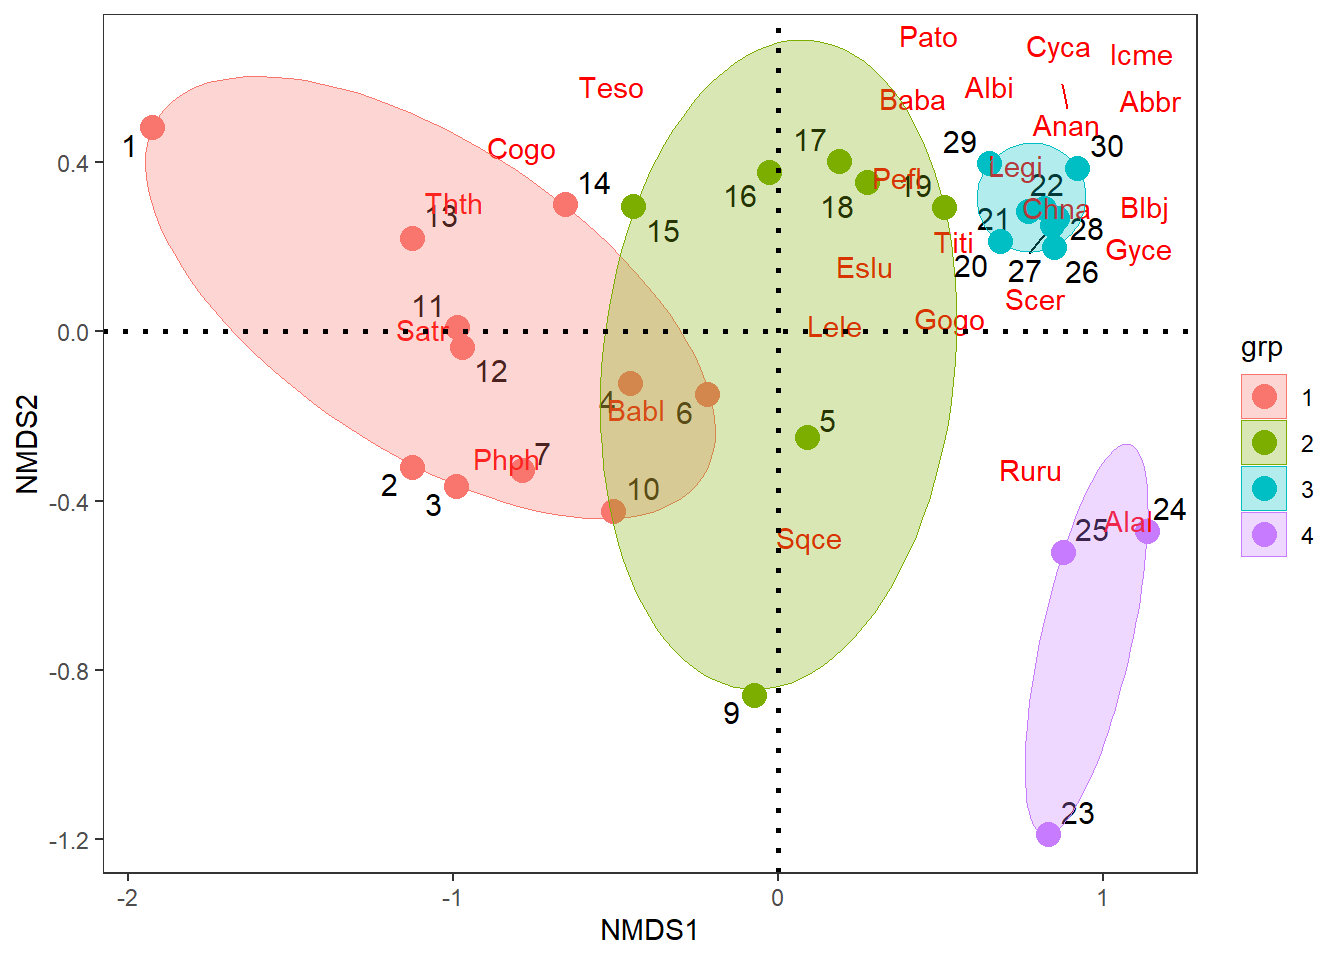 Pato
Cyca
Icme
Teso
Albi
Baba
Abbr
Anan
1
Cogo
17
29
30
0.4
14
Legi
Pefl
19
22
16
Thth
13
18
21
Chna
Blbj
15
28
Titi
Gyce
Eslu
20
27
26
11
Scer
0.0
Satr
Lele
Gogo
12
grp
1
2
3
4
4
Babl
6
5
NMDS2
7
Phph
Ruru
2
10
3
-0.4
24
Alal
25
Sqce
-0.8
9
23
-1.2
-2
-1
0
1
NMDS1